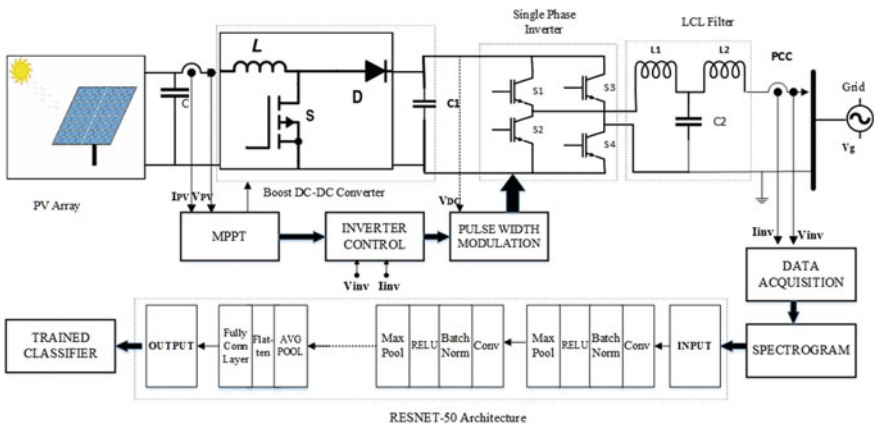 Single Phase
Inverter
LCL Filter
L
D
S
C
C1
S1
S2
S3
S4
L1
L2
C2
PCC
Grid
Vg
PV Array
IPV VPV
Boost DC-DC Converter
VDC
Iinv
Vinv
MPPT
INVERTER
CONTROL
PULSE WIDTH
MODULATION
Vinv
Iinv
DATA
ACQUISITION
TRAINED
CLASSIFIER
OUTPUT
Fully
Conn
Layer
Flat-
ten
AVG
POOL
Max
Pool
RELU
Batch
Norm
Conv
Max
Pool
RELU
Batch
Norm
Conv
INPUT
SPECTROGRAM
RESNET-50 Architecture